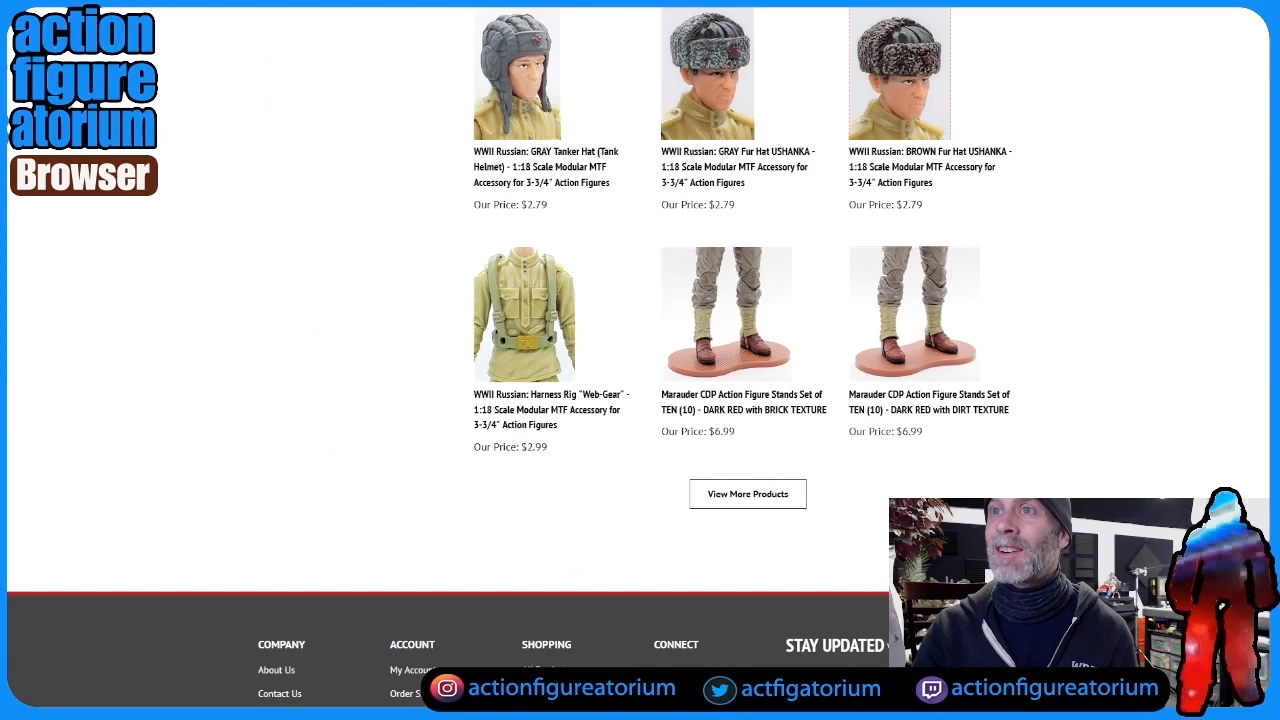 action
figure
atorium
Browser
WWII Russian: GRAY Tanker Hat (Tank
Helmet) - 1:18 Scale Modular MTF
Accessory for 3-3/4" Action Figures
Our Price: $2.79
WWII Russian: GRAY Fur Hat USHANKA -
1:18 Scale Modular MTF Accessory for
3-3/4" Action Figures
Our Price: $2.79
WWII Russian: BROWN Fur Hat USHANKA -
1:18 Scale Modular MTF Accessory for
3-3/4" Action Figures
Our Price: $2.79
WWII Russian: Harness Rig "Web-Gear" -
1:18 Scale Modular MTF Accessory for
3-3/4" Action Figures
Our Price: $2.99
Marauder CDP Action Figure Stands Set of
TEN (10) - DARK RED with BRICK TEXTURE
Our Price: $6.99
Marauder CDP Action Figure Stands Set of
TEN (10) - DARK RED with DIRT TEXTURE
Our Price: $6.99
View More Products
COMPANY
About Us
Contact Us
ACCOUNT
My Accou
Order S
SHOPPING
CONNECT
STAY UPDATED
actionfigureatorium
actfigatorium
actionfigureatorium